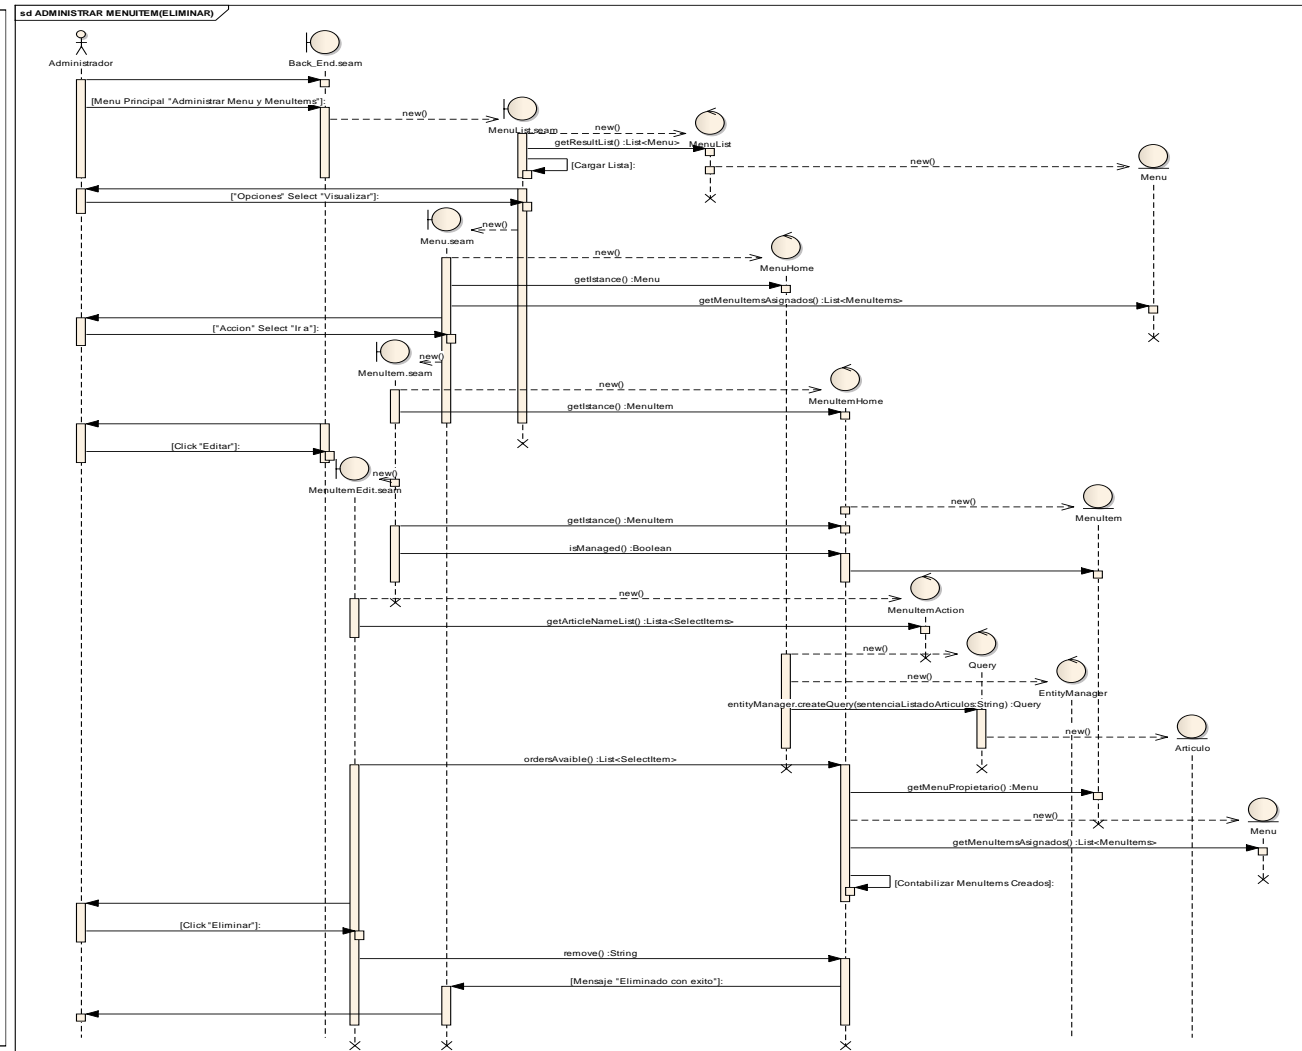 sd ADMINISTRAR MENUITEM(ELIMINAR)
Administrador
Back_End.seam
[Menu Principal "Administrar Menu y MenuItems"]:
new()
MenuList.seam
new()
MenuList
getResultList() :List<Menu>
[Cargar Lista]:
new()
Menu
["Opciones" Select "Visualizar"]:
new()
Menu.seam
new()
MenuHome
getIstance() :Menu
getMenuItemsAsignados() :List<MenuItems>
["Accion" Select "Ir a"]:
new()
MenuItem.seam
new()
MenuItemHome
getIstance() :MenuItem
[Click "Editar"]:
new()
MenuItemEdit.seam
new()
MenuItem
getIstance() :MenuItem
isManaged() :Boolean
new()
MenuItemAction
getArticleNameList() :Lista<SelectItems>
new()
Query
new()
EntityManager
entityManager.createQuery(sentenciaListadoArticulos:String) :Query
new()
Articulo
ordersAvaible() :List<SelectItem>
getMenuPropietario() :Menu
new()
Menu
getMenuItemsAsignados() :List<MenuItems>
[Contabilizar MenuItems Creados]:
[Click "Eliminar"]:
remove() :String
[Mensaje "Eliminado con exito"]: